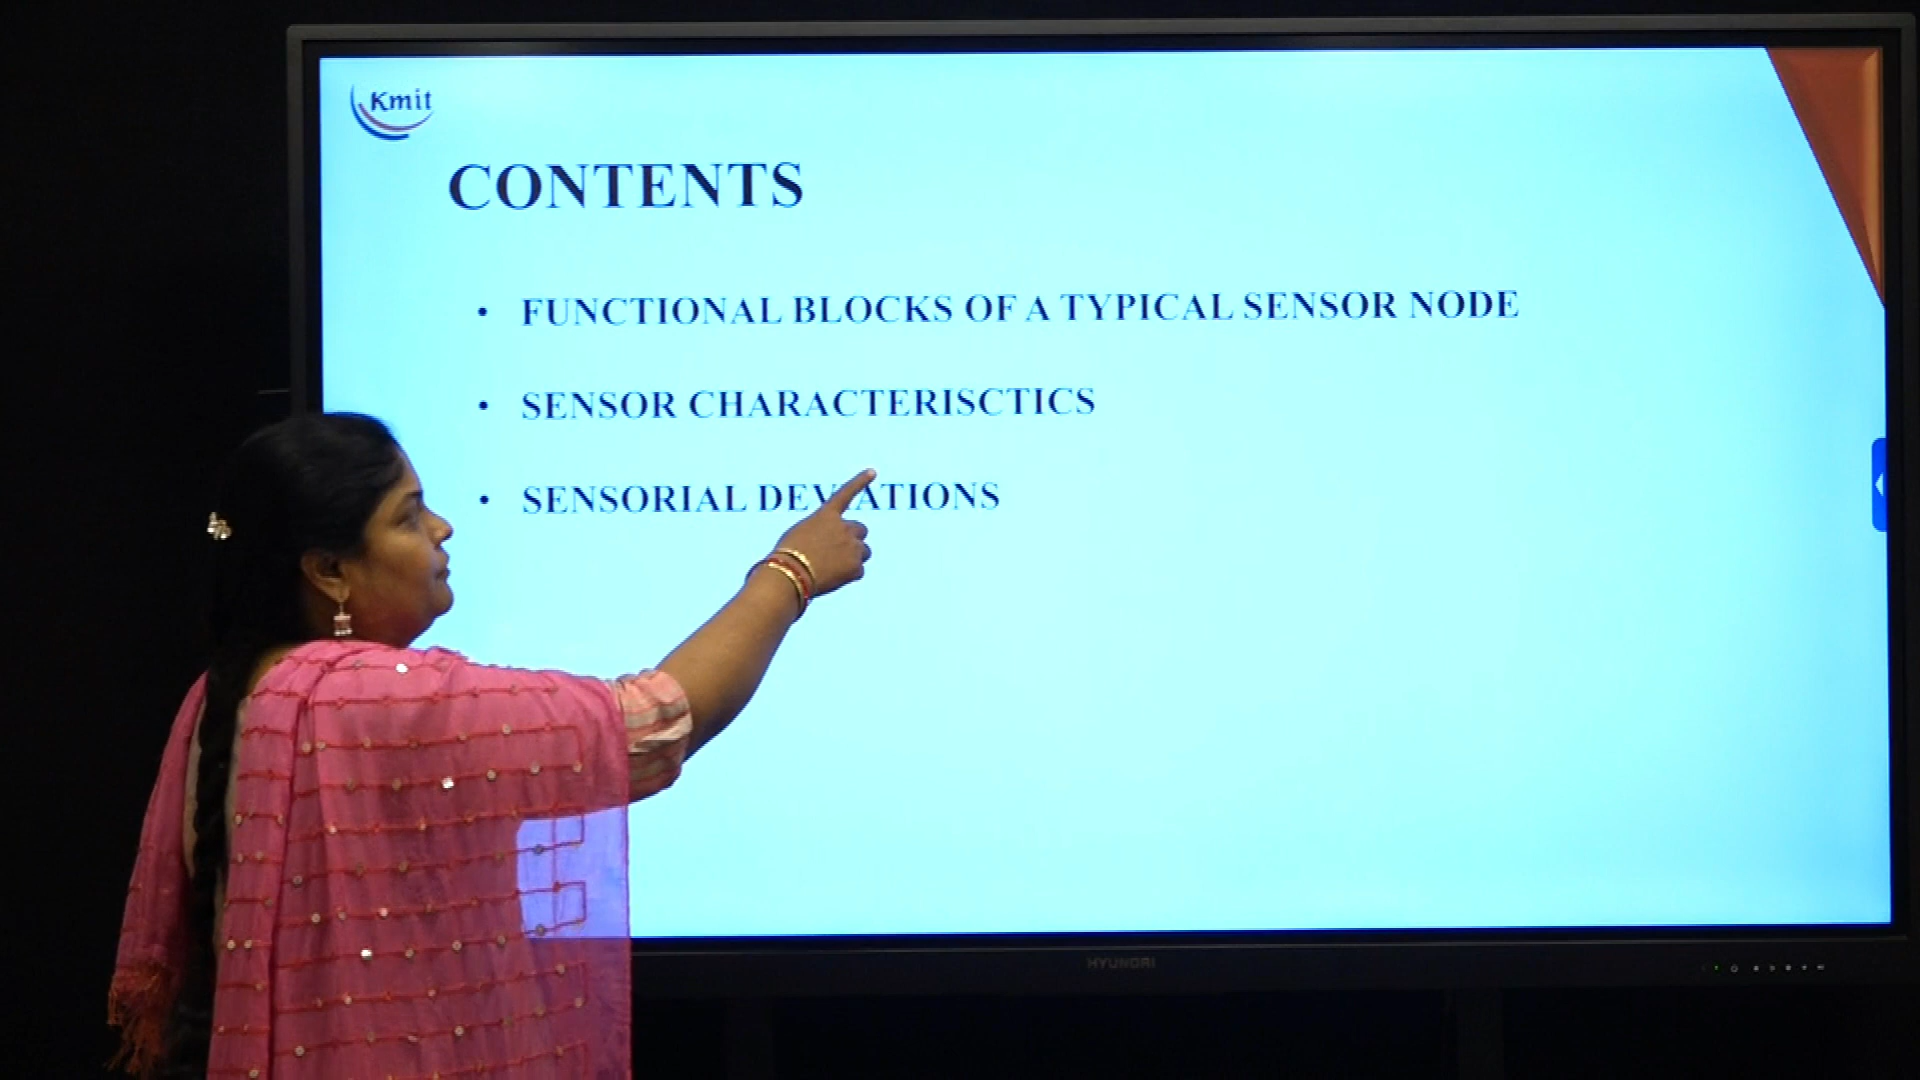 Kmit
CONTENTS
• FUNCTIONAL BLOCKS OF A TYPICAL SENSOR NODE
• SENSOR CHARACTERISCTICS
• SENSORIAL DEVIATIONS
HYUNDAI